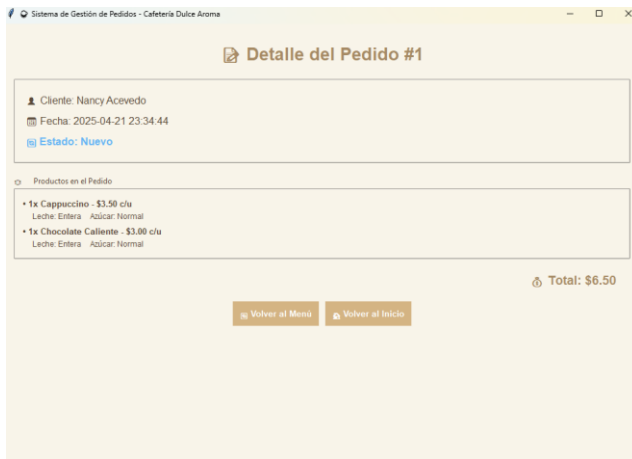 Sistema de Gestión de Pedidos - Cafetería Dulce Aroma
Detalle del Pedido #1
Cliente: Nancy Acevedo
Fecha: 2025-04-21 23:34:44
Estado: Nuevo
Productos en el Pedido
• 1x Cappuccino - $3.50 c/u
Leche: Entera Azúcar: Normal
• 1x Chocolate Caliente - $3.00 c/u
Leche: Entera Azúcar: Normal
Total: $6.50
Volver al Menú Volver al Inicio